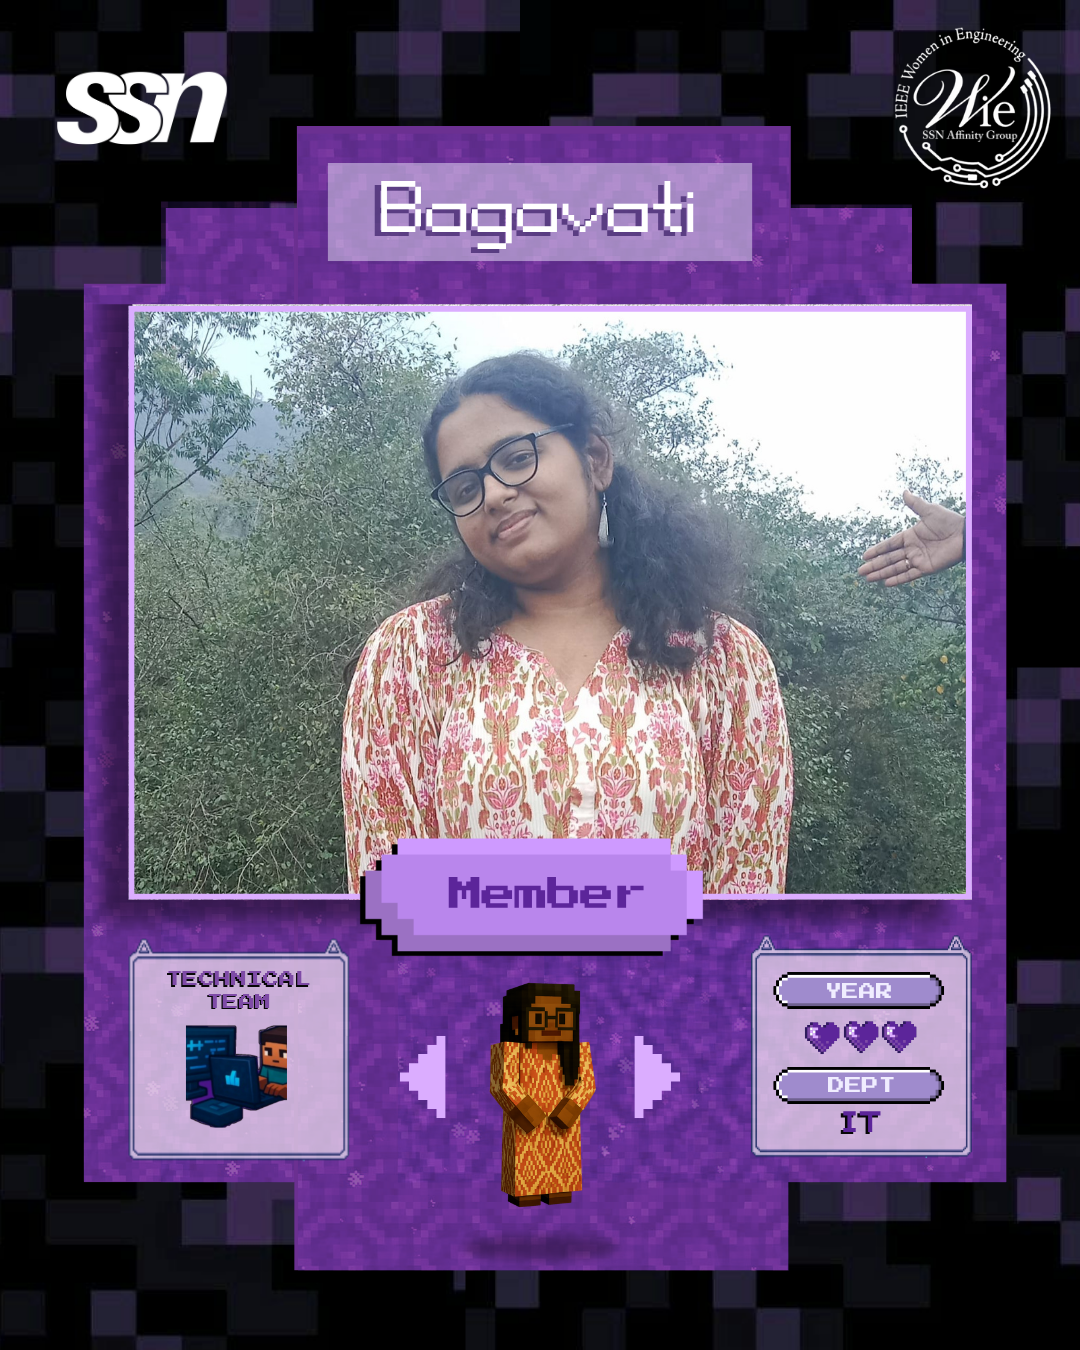 ssn
IEEE Women in Engineering
Wie
SSN Affinity Group
Bagavati
Member
TECHNICAL
TEAM
YEAR
DEPT
IT